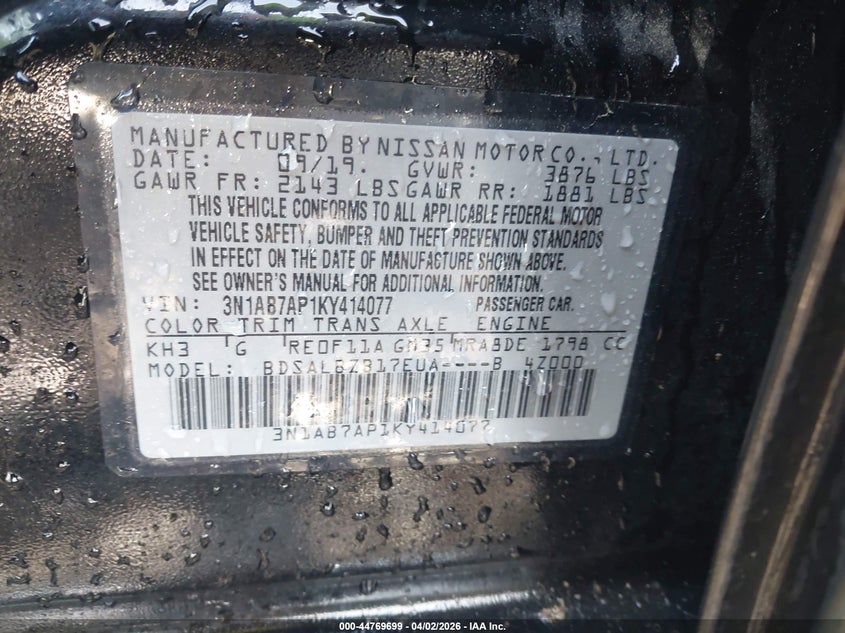 MANUFACTURED BY NISSAN MOTOR CO., LTD.
DATE: 09/19. GVWR: 3876 LBS
GAWR FR: 2143 LBS GAWR RR: 1881 LBS
THIS VEHICLE CONFORMS TO ALL APPLICABLE FEDERAL MOTOR
VEHICLE SAFETY, BUMPER AND THEFT PREVENTION STANDARDS
IN EFFECT ON THE DATE OF MANUFACTURE SHOWN ABOVE.
SEE OWNER'S MANUAL FOR ADDITIONAL INFORMATION.
VIN: 3N1AB7AP1KY414077 PASSENGER CAR.
COLOR TRIM TRANS AXLE ENGINE
KH3 G RE0F11A GM35 MRA8DE 1798 CC
MODEL: BDSALBZB17EUA----B 4Z000
3N1AB7AP1KY414077
000-44769699 - 04/02/2026 - IAA Inc.